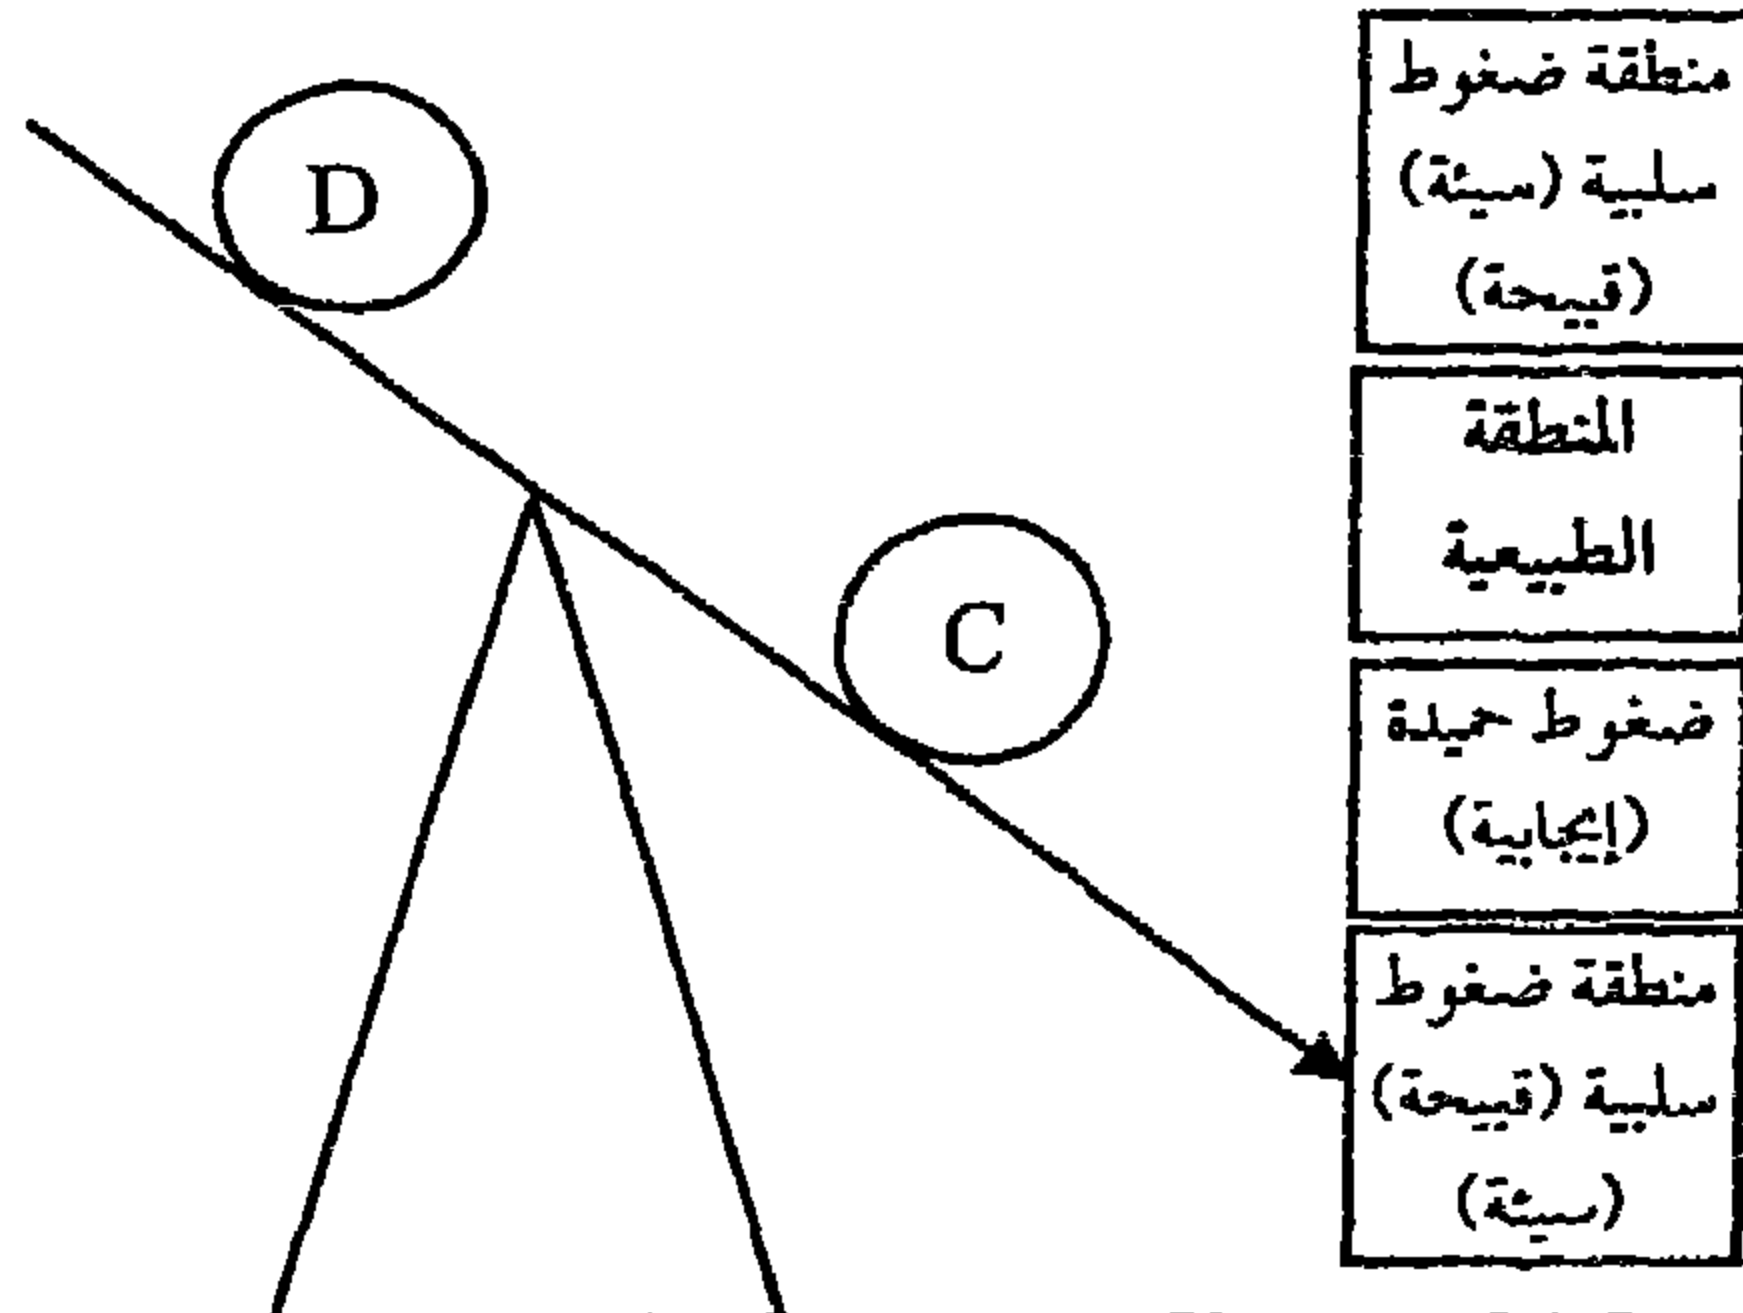 D
C
منطقة ضغوط
سلبية (سيئة)
(قبيحة)
المنطقة
الطبيعية
ضغوط حميدة
(إيجابية)
منطقة ضغوط
سلبية (قبيحة)
(سيئة)